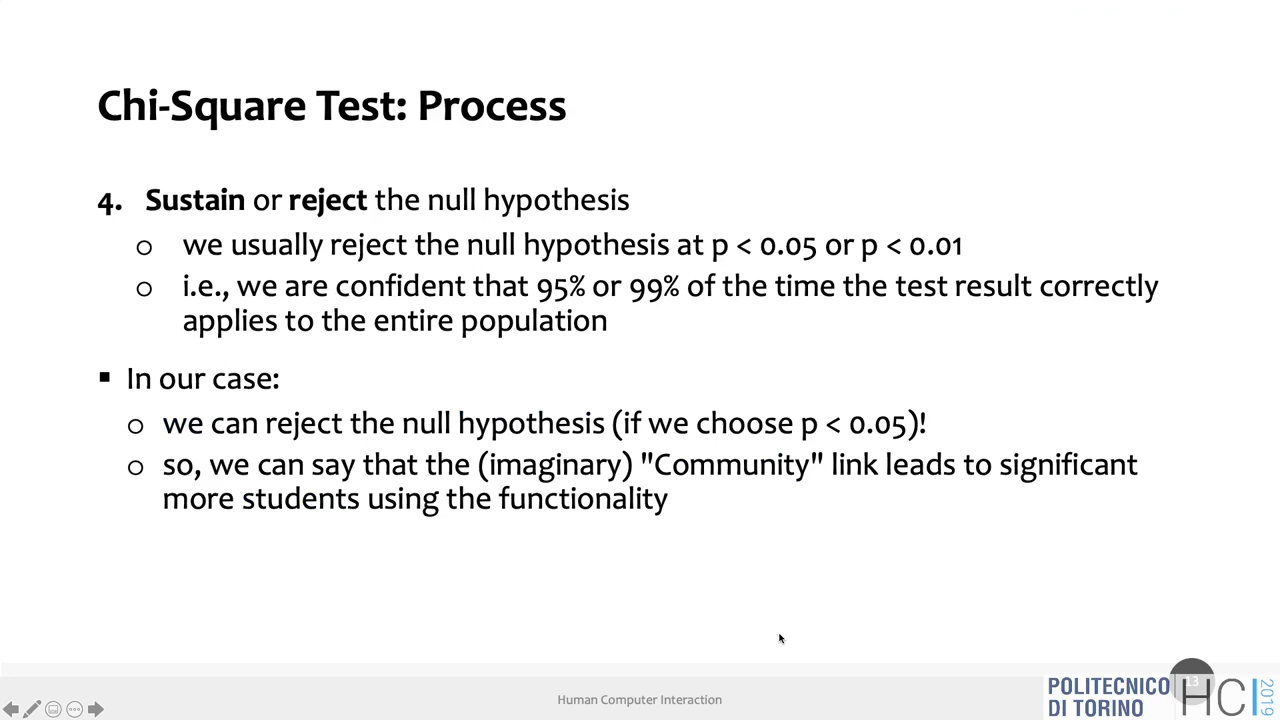 Chi-Square Test: Process
4. Sustain or reject the null hypothesis
o we usually reject the null hypothesis at p < 0.05 or p < 0.01
o i.e., we are confident that 95% or 99% of the time the test result correctly
applies to the entire population
▪ In our case:
o we can reject the null hypothesis (if we choose p < 0.05)!
o so, we can say that the (imaginary) "Community" link leads to significant
more students using the functionality
Human Computer Interaction
POLITECNICO
DI TORINO
HCI
2019
13